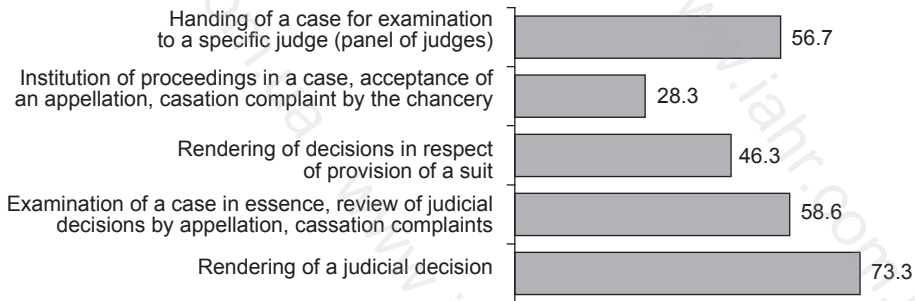 Handing of a case for examination
to a specific judge (panel of judges)
56.7
Institution of proceedings in a case, acceptance of
an appellation, casation complaint by the chancery
28.3
Rendering of decisions in respect
of provision of a suit
46.3
Examination of a case in essence, review of judicial
decisions by appellation, cassation complaints
58.6
Rendering of a judicial decision
73.3
www.iahr.com.